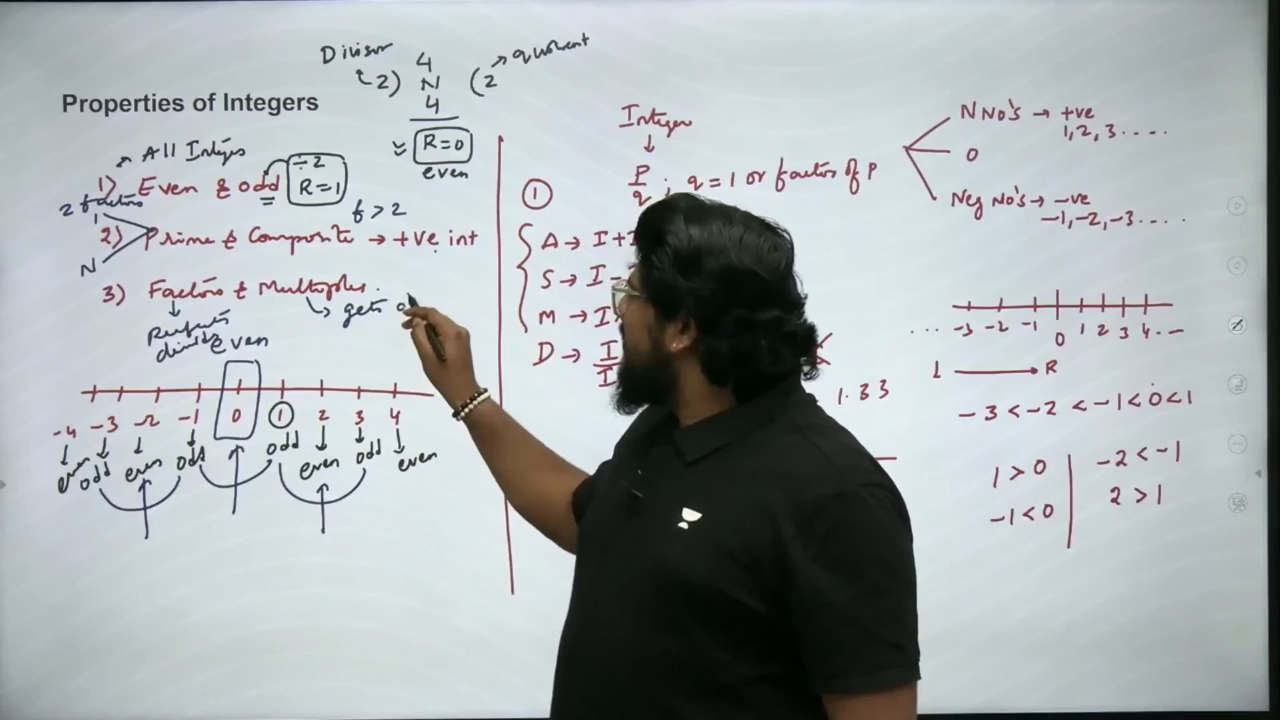 Divisor 4 quotient
2) N (2
4
R=0
even
Properties of Integers
All Integers
÷2
1) Even & odd R=1
2 factors
1
f > 2
2) Prime & Composite → +ve int
N
3) Factors & Multiples.
gets
divide
Even
-4 -3 -2 -1 0 1 2 3 4
even odd even odd odd even odd even
Integer
↓
P
q ; q = 1 or factor of P
1
A → I +
S → I -
M → I
D → I
I
1.33
N No's → +ve
1, 2, 3 . . . .
0
Neg No's → -ve
-1, -2, -3 . . . . .
. . . -3 -2 -1 0 1 2 3 4 . . -
L → R
-3 < -2 < -1 < 0 < 1
1 > 0 -2 < -1
-1 < 0 2 > 1